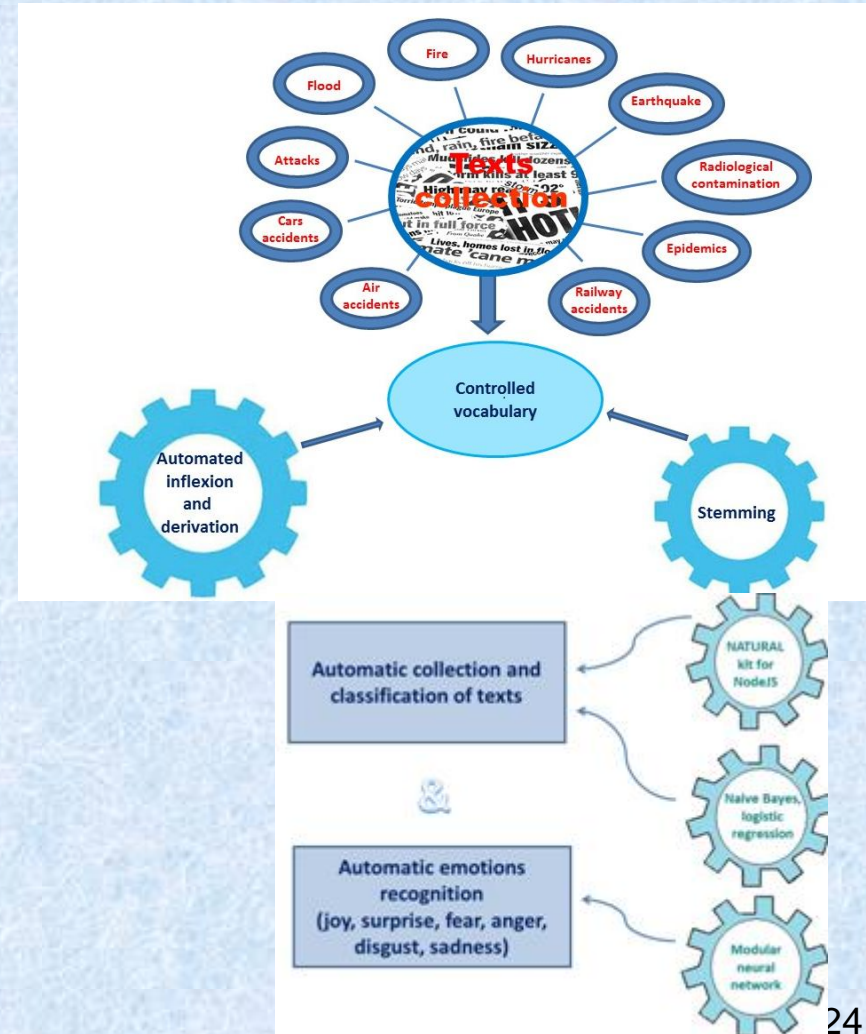 Fire
Hurricanes
Flood
Earthquake
Attacks
Texts
collection
Radiological
contamination
Cars
accidents
Epidemics
Air
accidents
Railway
accidents
Controlled
vocabulary
Automated
inflexion
and
derivation
Stemming
Automatic collection and
classification of texts
NATURAL
kit for
NodeJS
&
Naïve Bayes,
logistic
regression
Automatic emotions
recognition
(joy, surprise, fear, anger,
disgust, sadness)
Modular
neural
network
24